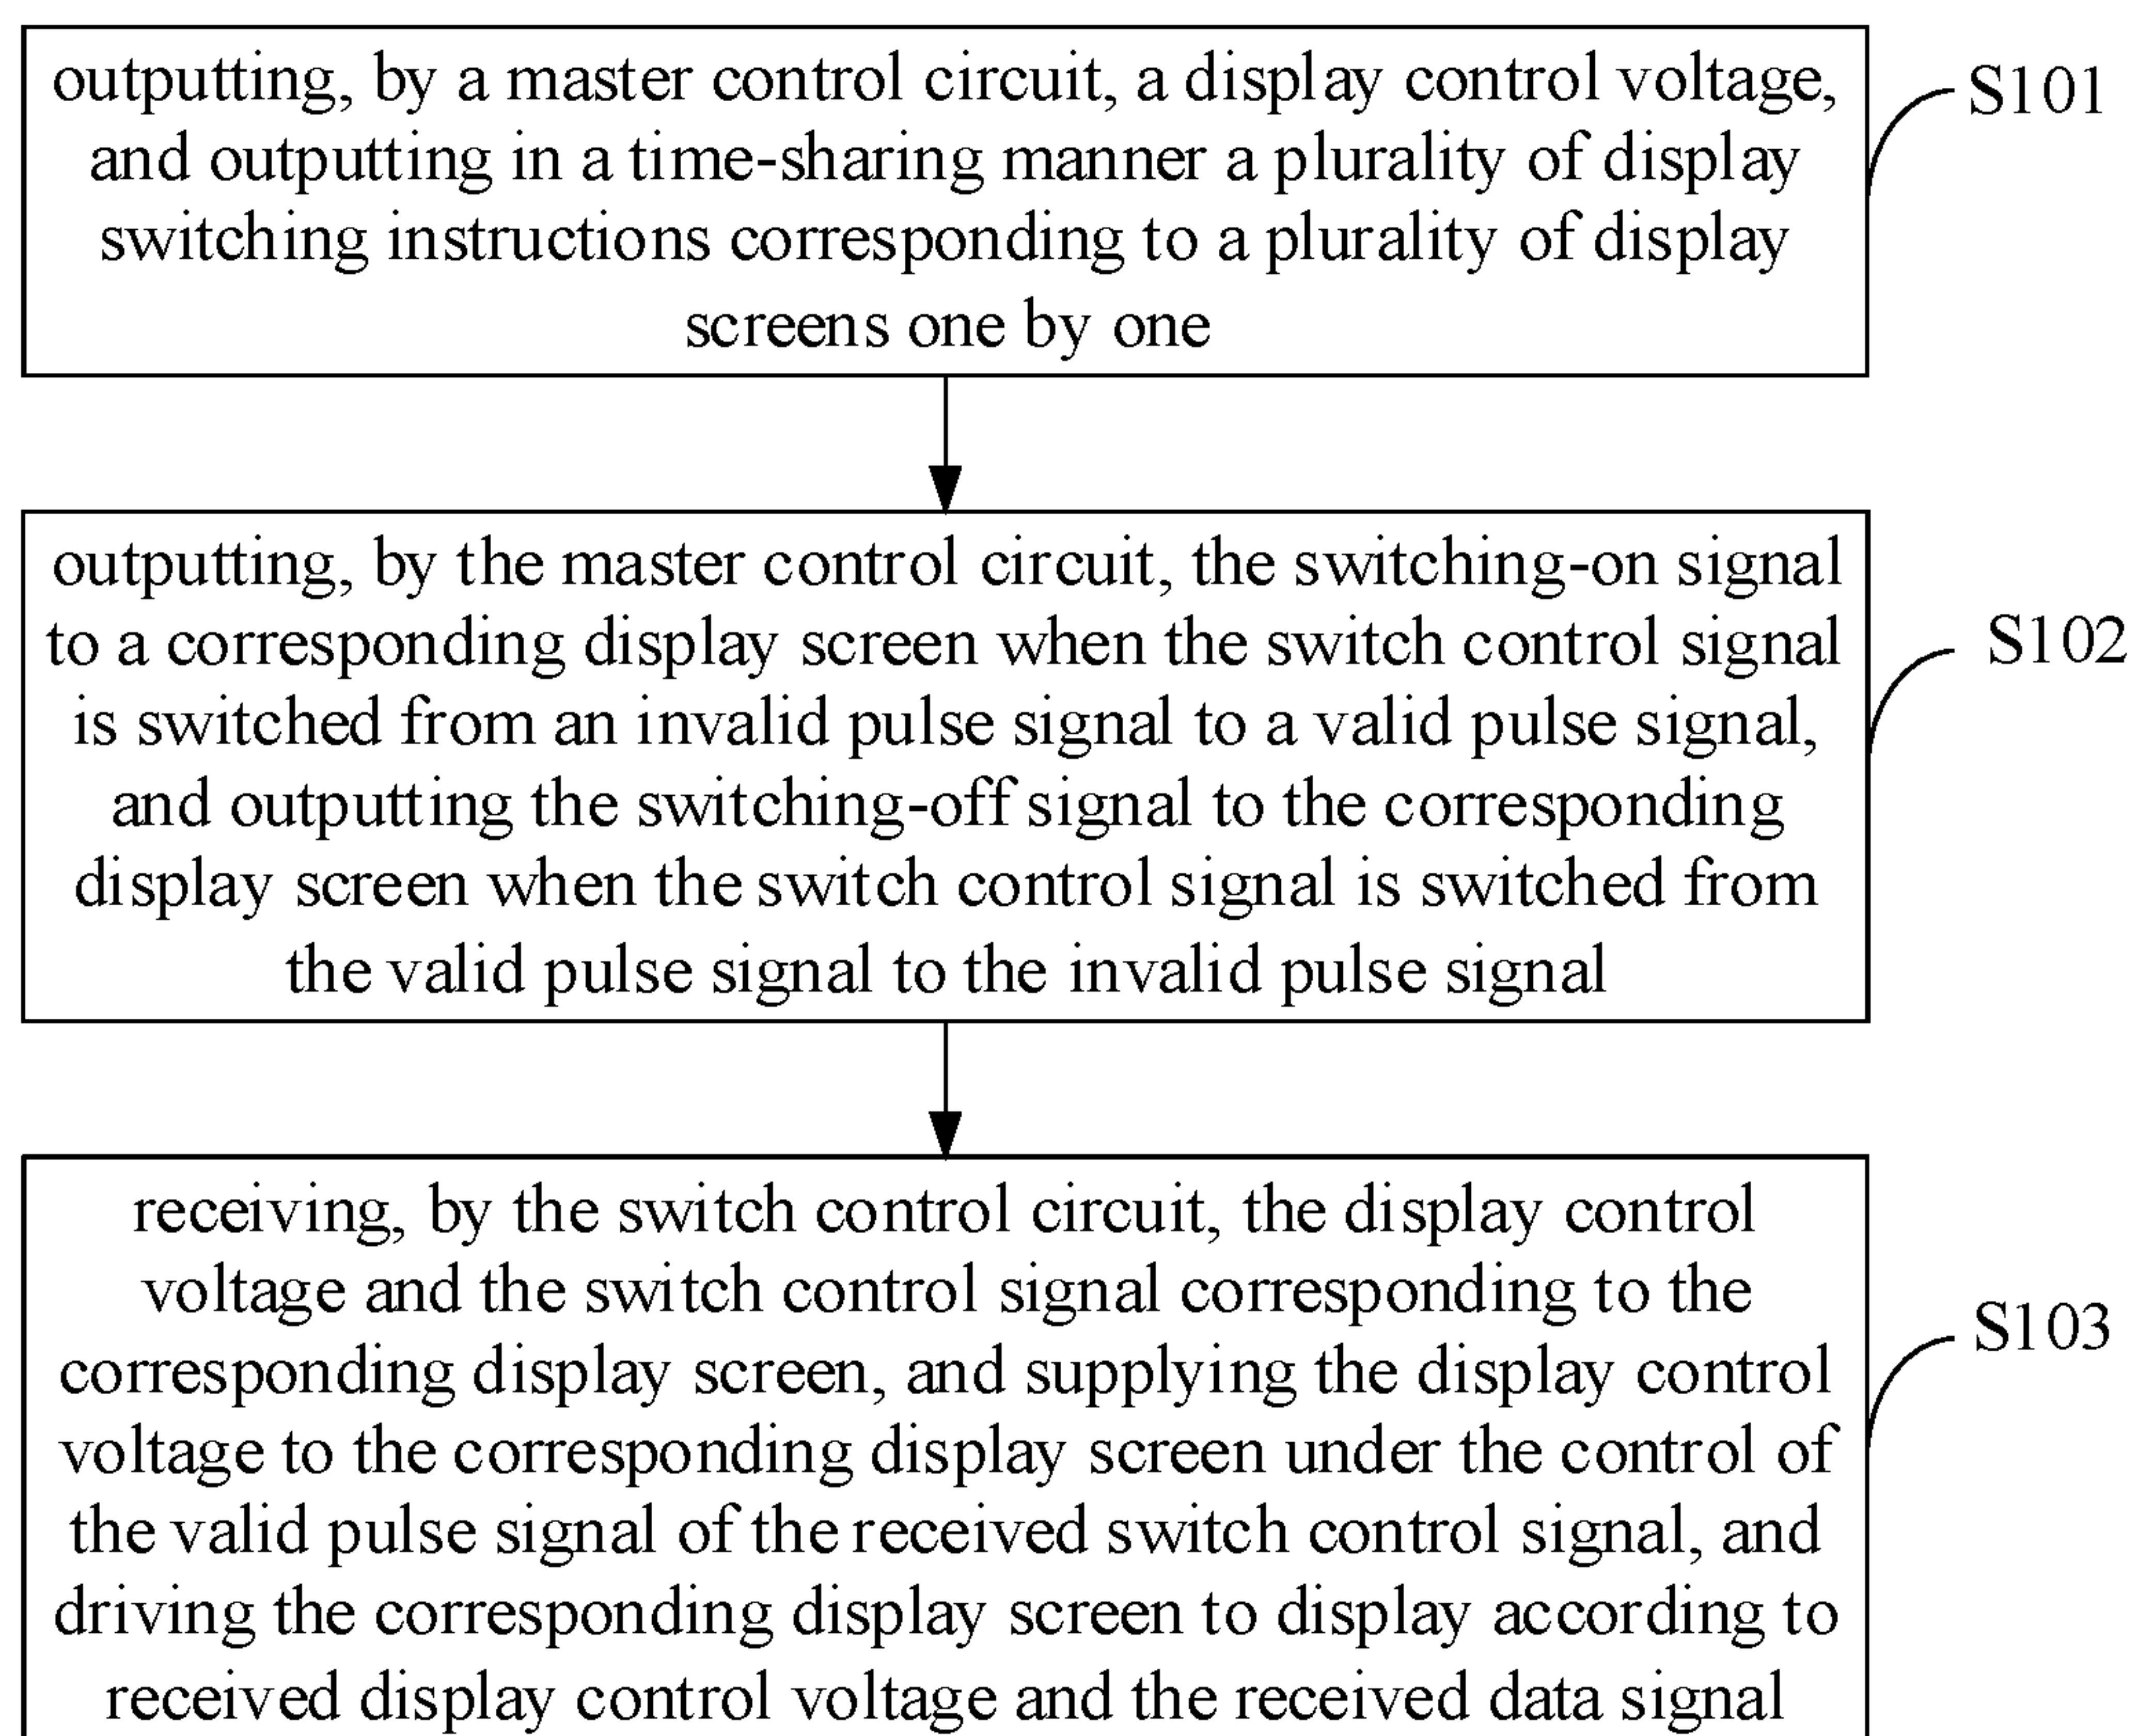 outputting, by a master control circuit, a display control voltage,
and outputting in a time-sharing manner a plurality of display
switching instructions corresponding to a plurality of display
screens one by one
S101
outputting, by the master control circuit, the switching-on signal
to a corresponding display screen when the switch control signal
is switched from an invalid pulse signal to a valid pulse signal,
and outputting the switching-off signal to the corresponding
display screen when the switch control signal is switched from
the valid pulse signal to the invalid pulse signal
S102
receiving, by the switch control circuit, the display control
voltage and the switch control signal corresponding to the
corresponding display screen, and supplying the display control
voltage to the corresponding display screen under the control of
the valid pulse signal of the received switch control signal, and
driving the corresponding display screen to display according to
received display control voltage and the received data signal
S103